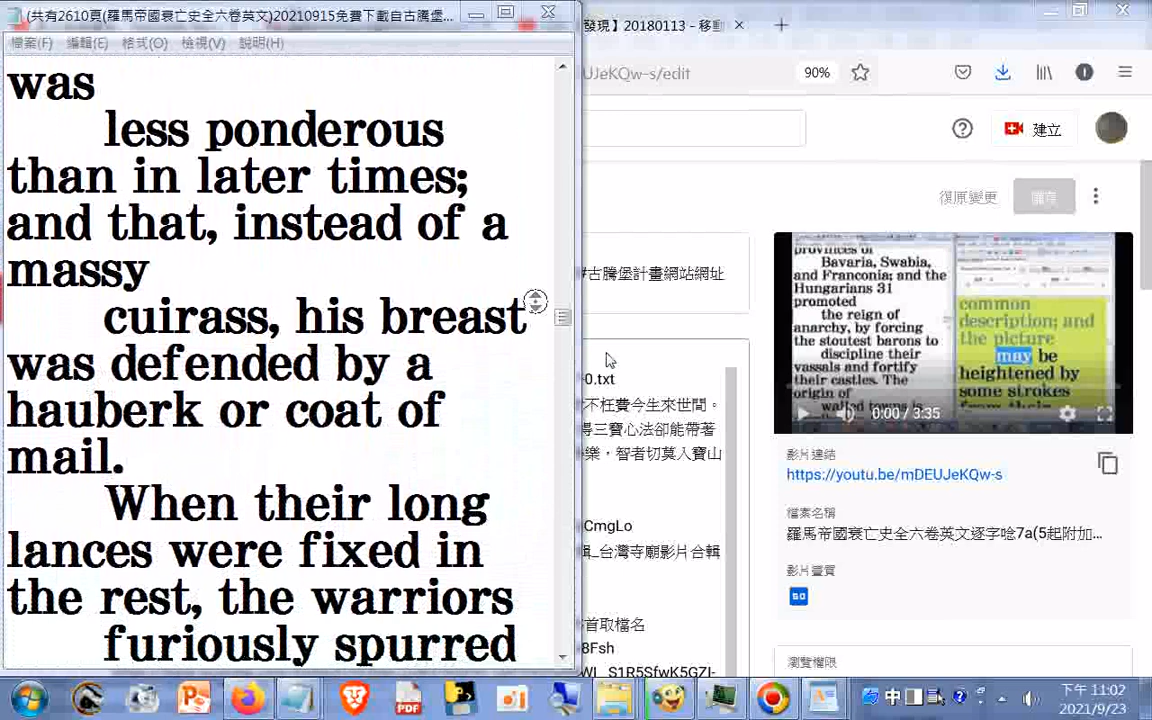 (共有2610頁(羅馬帝國衰亡史全六卷英文)20210915免費下載自古騰堡...
檔案(F) 編輯(E) 格式(O) 檢視(V) 說明(H)
was
less ponderous
than in later times;
and that, instead of a
massy
cuirass, his breast
was defended by a
hauberk or coat of
mail.
When their long
lances were fixed in
the rest, the warriors
furiously spurred
發現】20180113 - 移動
JJeKQw-s/edit
90%
建立
復原變更
#古騰堡計畫網站網址
-0.txt
不枉費今生來世間。
得三寶心法卻能帶著
樂，智者切莫入寶山
CmgLo
輯_台灣寺廟影片合輯
首取檔名
8Fsh
WI_S1R5SfwK5GZI-
provinces of
Bavaria, Swabia,
and Franconia; and the
Hungarians 31
promoted
the reign of
anarchy, by forcing
the stoutest barons to
discipline their
vassals and fortify
their castles. The
origin of
walled towns is
common
description; and
the picture
may be
heightened by
some strokes
0:00 / 3:35
影片連結
https://youtu.be/mDEUJeKQw-s
檔案名稱
羅馬帝國衰亡史全六卷英文逐字唸7a(5起附加...
影片畫質
瀏覽權限
中
下午 11:02
2021/9/23